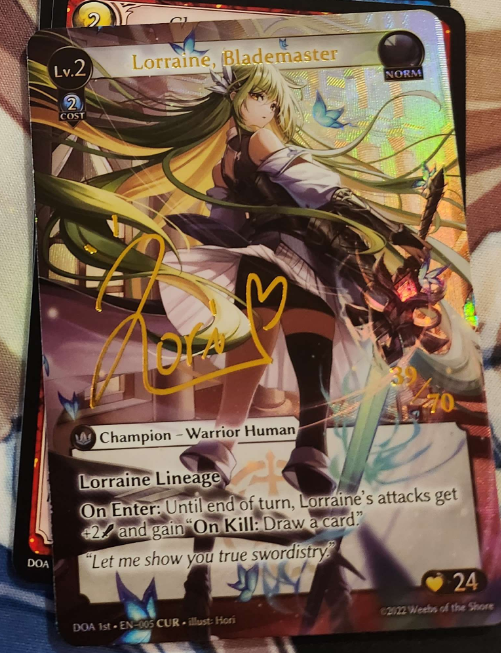 2
Lv.2
Lorraine, Blademaster
NORM
2
COST
Hori
39/70
Champion – Warrior Human
Lorraine Lineage
On Enter: Until end of turn, Lorraine's attacks get
+2 and gain "On Kill: Draw a card."
"Let me show you true swordistry."
24
DOA 1st • EN-005 CUR • illust: Hori
©2022 Weebs of the Shore
DOA